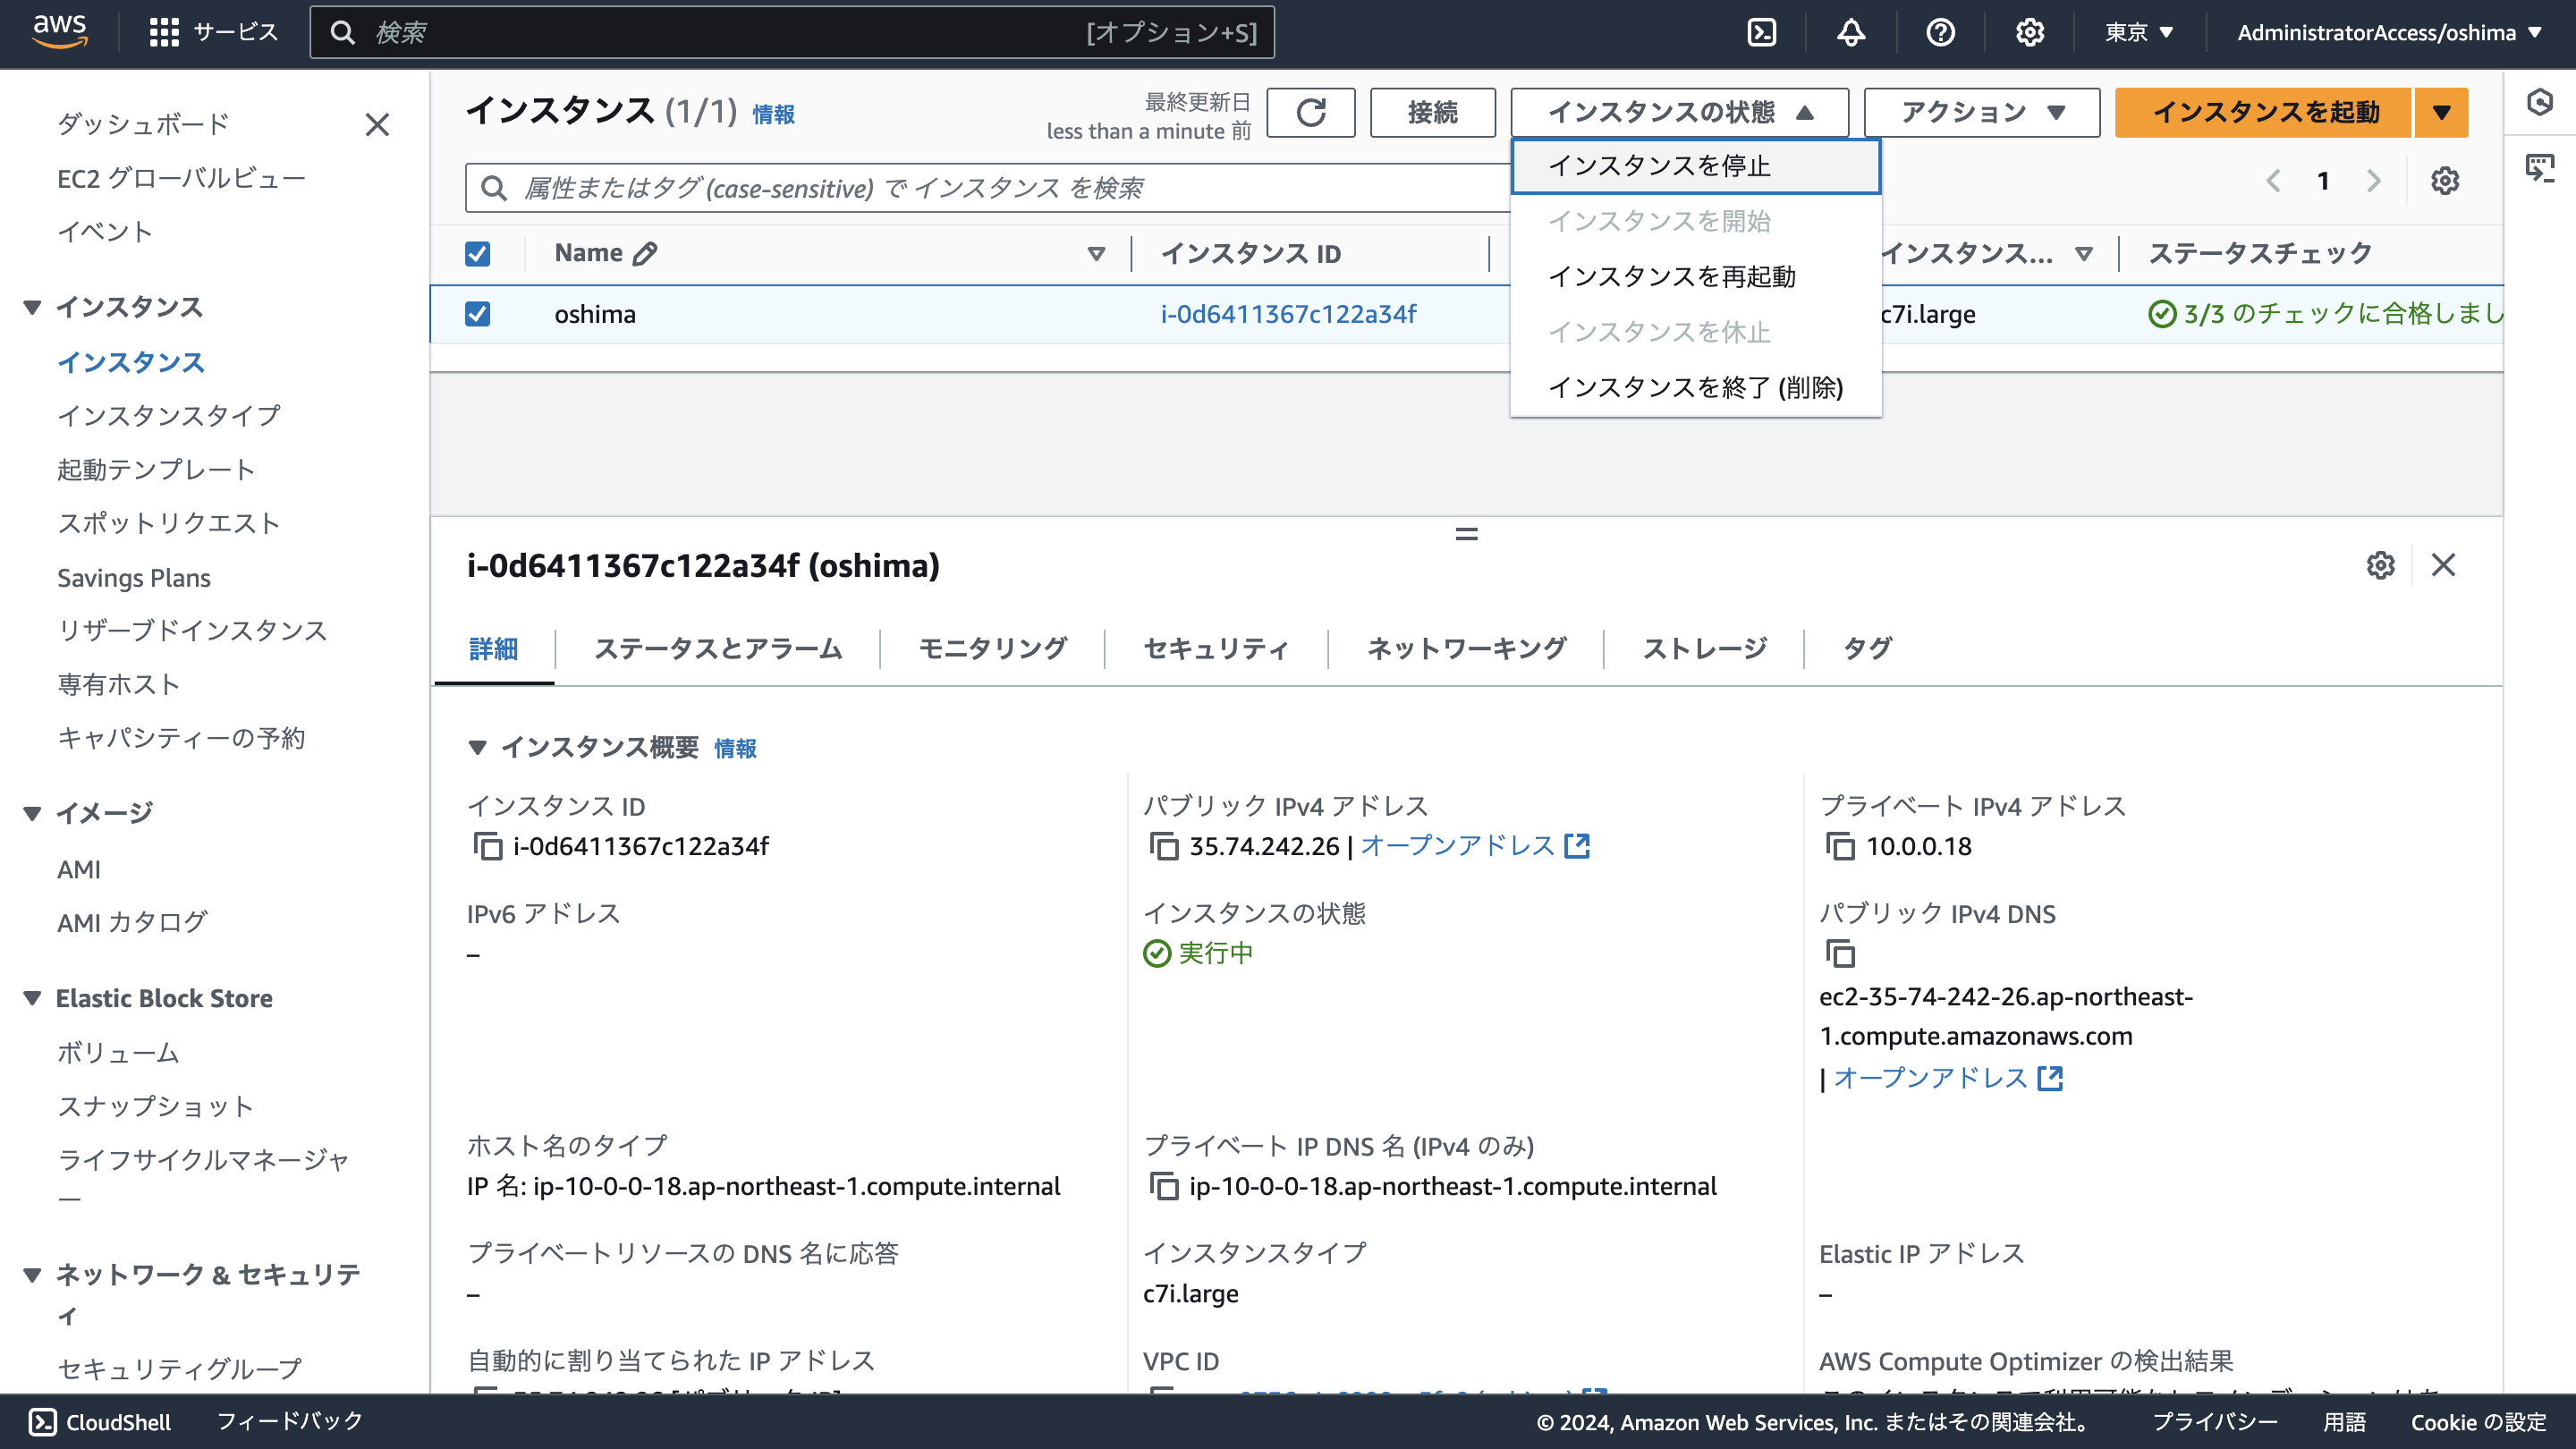 aws
サービス
検索
[オプション+S]
東京
AdministratorAccess/oshima
ダッシュボード
EC2 グローバルビュー
イベント
インスタンス
インスタンス
インスタンスタイプ
起動テンプレート
スポットリクエスト
Savings Plans
リザーブドインスタンス
専有ホスト
キャパシティーの予約
イメージ
AMI
AMI カタログ
Elastic Block Store
ボリューム
スナップショット
ライフサイクルマネージャ
ー
ネットワーク & セキュリテ
ィ
セキュリティグループ
インスタンス (1/1) 情報
最終更新日
less than a minute 前
接続
インスタンスの状態
アクション
インスタンスを起動
属性またはタグ (case-sensitive) で インスタンス を検索
1
インスタンスを停止
インスタンスを開始
インスタンスを再起動
インスタンスを休止
インスタンスを終了 (削除)
Name
インスタンス ID
インスタンス...
ステータスチェック
oshima
i-0d6411367c122a34f
c7i.large
3/3 のチェックに合格しまし
i-0d6411367c122a34f (oshima)
詳細
ステータスとアラーム
モニタリング
セキュリティ
ネットワーキング
ストレージ
タグ
インスタンス概要 情報
インスタンス ID
i-0d6411367c122a34f
パブリック IPv4 アドレス
35.74.242.26 | オープンアドレス
プライベート IPv4 アドレス
10.0.0.18
IPv6 アドレス
–
インスタンスの状態
実行中
パブリック IPv4 DNS
ec2-35-74-242-26.ap-northeast-
1.compute.amazonaws.com
| オープンアドレス
ホスト名のタイプ
IP 名: ip-10-0-0-18.ap-northeast-1.compute.internal
プライベート IP DNS 名 (IPv4 のみ)
ip-10-0-0-18.ap-northeast-1.compute.internal
プライベートリソースの DNS 名に応答
–
インスタンスタイプ
c7i.large
Elastic IP アドレス
–
自動的に割り当てられた IP アドレス
VPC ID
AWS Compute Optimizer の検出結果
CloudShell
フィードバック
© 2024, Amazon Web Services, Inc. またはその関連会社。
プライバシー
用語
Cookie の設定